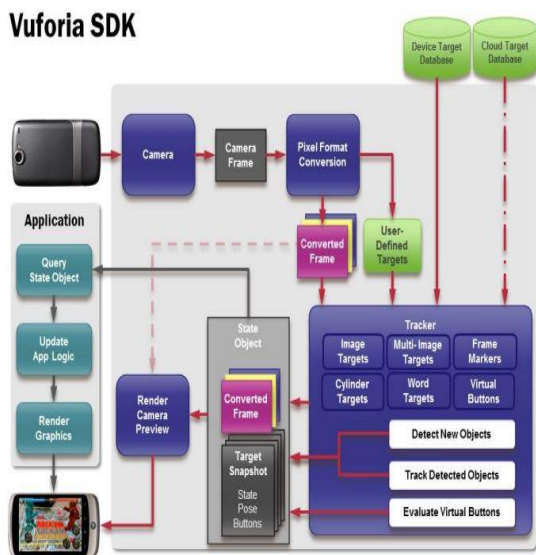 Vuforia SDK
Device Target
Database
Cloud Target
Database
Camera
Camera
Frame
Pixel Format
Conversion
Application
Query
State Object
Update
App Logic
Render
Graphics
Converted
Frame
User-
Defined
Targets
State
Object
Converted
Frame
Target
Snapshot
State
Pose
Buttons
Render
Camera
Preview
Tracker
Image
Targets
Multi-Image
Targets
Frame
Markers
Cylinder
Targets
Word
Targets
Virtual
Buttons
Detect New Objects
Track Detected Objects
Evaluate Virtual Buttons